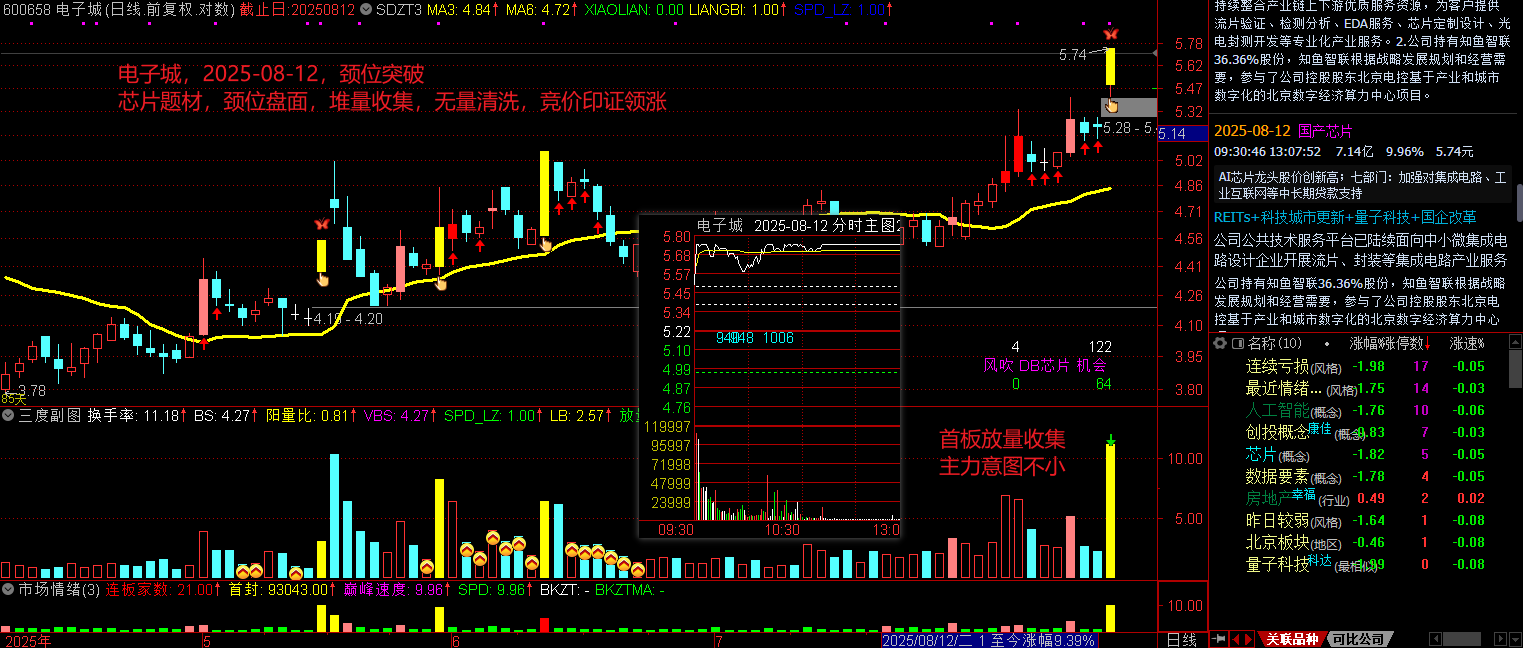 600658 电子城(日线.前复权.对数) 截止日:20250812 SDZT3 MA3: 4.84↑ MA6: 4.72↑ XIAOLIAN: 0.00 LIANGBI: 1.00↑ SPD_LZ: 1.00↑
电子城，2025-08-12，颈位突破
芯片题材，颈位盘面，堆量收集，无量清洗，竞价印证领涨
5.74
5.28 - 5.
4.19 - 4.20
3.78
85天
5.78
5.62
5.47
5.32
5.14
5.02
4.86
4.71
4.56
4.41
4.26
4.10
3.95
3.80
电子城 2025-08-12 分时主图
5.80
5.68
5.57
5.45
5.34
5.22
5.10
4.99
4.87
4.76
1006
119997
95997
71998
47999
23999
09:30 10:30 13:0
4 122
风吹 DB芯片 机会
0 64
三度副图 换手率: 11.18↑ BS: 4.27↑ 阳量比: 0.81↑ VBS: 4.27↑ SPD_LZ: 1.00↑ LB: 2.57↑
首板放量收集
主力意图不小
10.00
5.00
市场情绪(3) 连板家数: 21.00↑ 首封: 93043.00↑ 巅峰速度: 9.96↑ SPD: 9.96↑ BKZT: - BKZTMA: -
10.00
2025年 5 6 7 2025/08/12/二 1 至今涨幅9.39% 日线
持续整合产业链上下游优质服务资源，为客户提供
流片验证、检测分析、EDA服务、芯片定制设计、光
电封测开发等专业化产业服务。2.公司持有知鱼智联
36.36%股份，知鱼智联根据战略发展规划和经营需
要，参与了公司控股股东北京电控基于产业和城市
数字化的北京数字经济算力中心项目。
2025-08-12 国产芯片
09:30:46 13:07:52 7.14亿 9.96% 5.74元
AI芯片龙头股价创新高；七部门：加强对集成电路、工
业互联网等中长期贷款支持
REITs+科技城市更新+量子科技+国企改革
公司公共技术服务平台已陆续面向中小微集成电
路设计企业开展流片、封装等集成电路产业服务
公司持有知鱼智联36.36%股份，知鱼智联根据战略
发展规划和经营需要，参与了公司控股股东北京电
控基于产业和城市数字化的北京数字经济算力中心
名称(10) • 涨幅%涨停数↓ 涨速%
连续亏损(风格) -1.98 17 -0.05
最近情绪... (风格) 1.75 14 -0.03
人工智能(概念) -1.76 10 -0.06
创投概念康佳(概念) 0.83 7 -0.03
芯片(概念) -1.82 5 -0.05
数据要素(概念) -1.78 4 -0.05
房地产幸福(行业) 0.49 2 0.02
昨日较弱(风格) -1.64 1 -0.08
北京板块(地区) -0.46 1 -0.08
量子科技科达(最相似) 0 -0.08
关联品种 可比公司